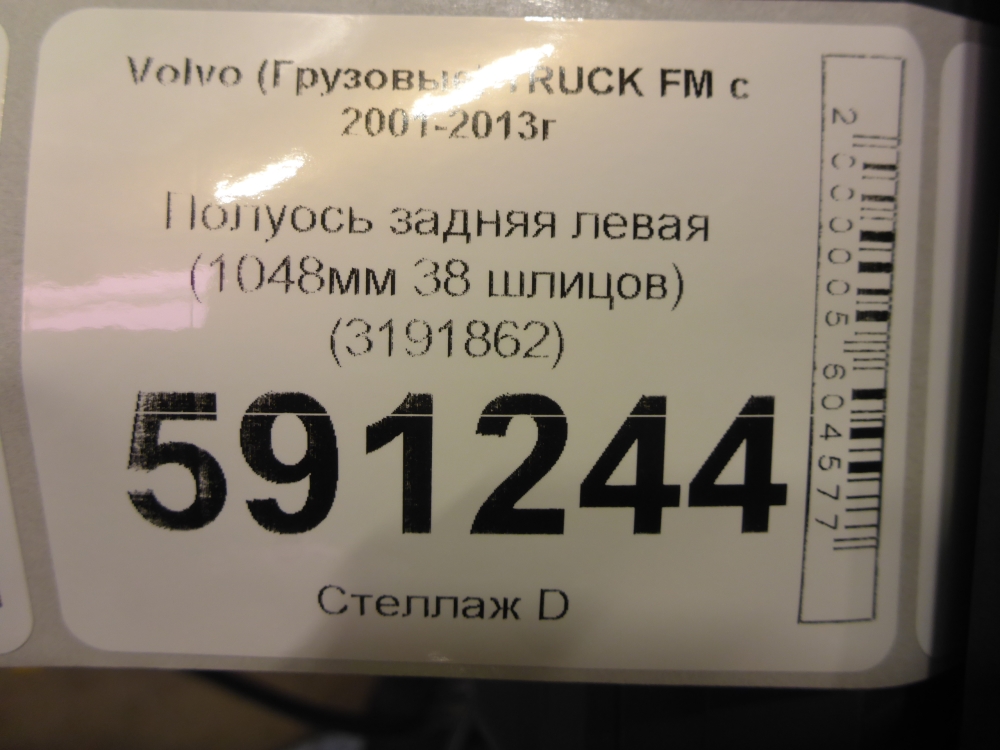 Volvo (Грузовые) TRUCK FM с
2001-2013г
Полуось задняя левая
(1048мм 38 шлицов)
(3191862)
591244
Стеллаж D
2000005604577